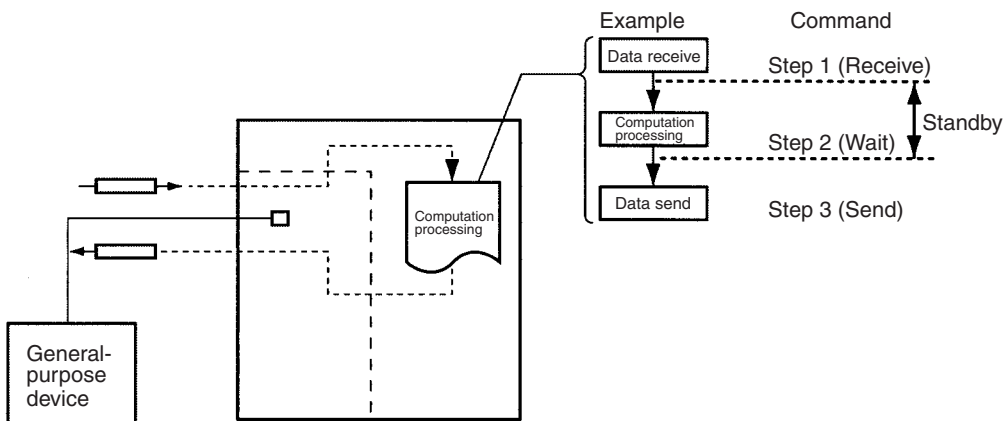 Example
Command
Data receive
Step 1 (Receive)
Computation
processing
Standby
Step 2 (Wait)
Data send
Step 3 (Send)
Computation
processing
General-
purpose
device